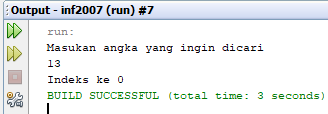 Output - inf2007 (run) #7
run:
Masukan angka yang ingin dicari
13
Indeks ke 0
BUILD SUCCESSFUL (total time: 3 seconds)